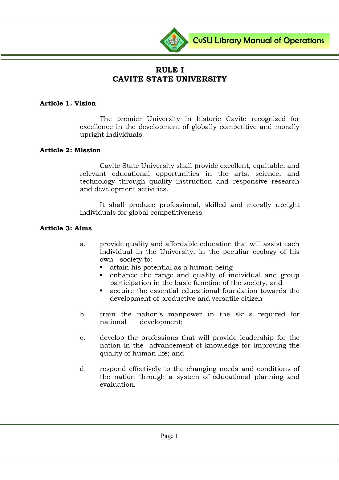 CvSU Library Manual of Operations
RULE I
CAVITE STATE UNIVERSITY
Article 1. Vision
The premier University in historic Cavite recognized for
excellence in the development of globally competitive and morally
upright individuals.
Article 2: Mission
Cavite State University shall provide excellent, equitable, and
relevant educational opportunities in the arts, science, and
technology through quality instruction and responsive research
and development activities.
It shall produce professional, skilled and morally upright
individuals for global competitiveness.
Article 3: Aims
a. provide quality and affordable education that will assist each
individual in the University, in the peculiar ecology of his
own society to:
▪ attain his potential as a human being
▪ enhance the range and quality of individual and group
participation in the basic function of the society, and
▪ acquire the essential educational foundation towards the
development of productive and versatile citizen
b. train the nation's manpower in the skills required for
national development;
c. develop the professions that will provide leadership for the
nation in the advancement of knowledge for improving the
quality of human life; and
d. respond effectively to the changing needs and conditions of
the nation through a system of educational planning and
evaluation.
Page 1